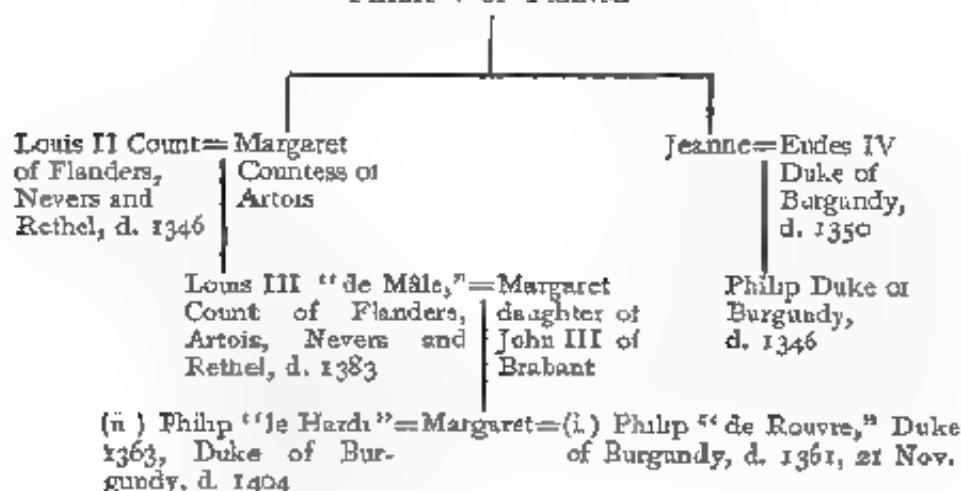 Louis II Count = Margaret
of Flanders,
Nevers and
Rethel, d. 1346
Countess of
Artois
Jeanne = Eudes IV
Duke of
Burgundy,
d. 1350
Louis III "de Mâle," = Margaret
Count of Flanders,
Artois, Nevers and
Rethel, d. 1383
daughter of
John III of
Brabant
Philip Duke of
Burgundy,
d. 1346
(ii) Philip "le Hardi" = Margaret = (i.) Philip "de Rouvre," Duke
1363, Duke of Bur-
gundy, d. 1404
of Burgundy, d. 1361, 21 Nov.